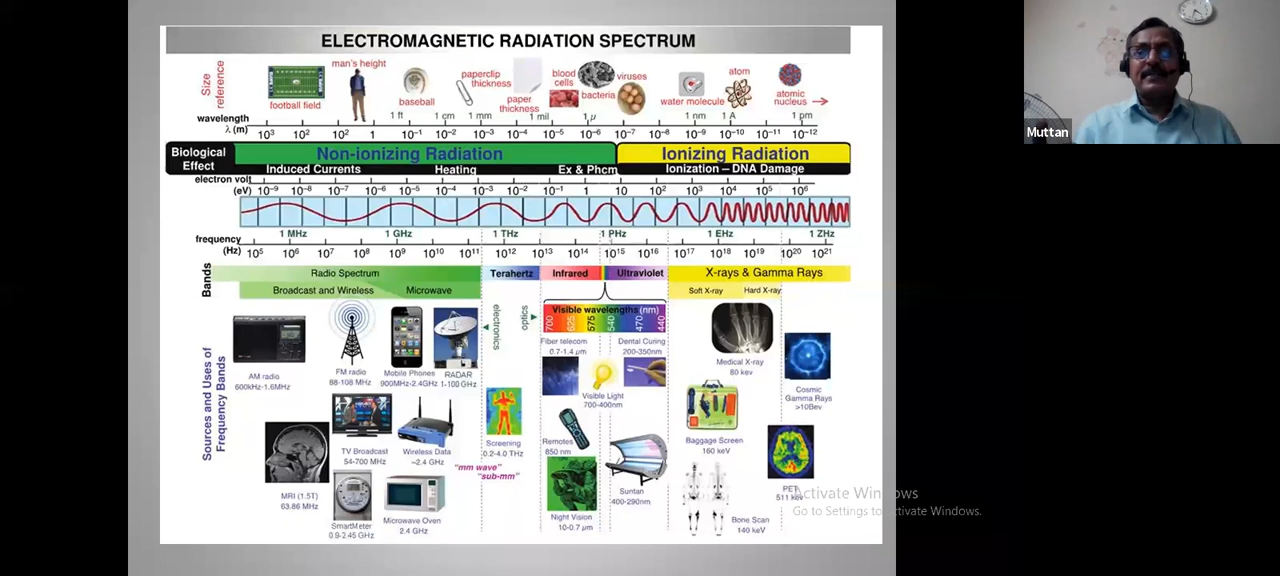 ELECTROMAGNETIC RADIATION SPECTRUM
Size reference
football field
man's height
baseball
paperclip thickness
paper thickness
blood cells
bacteria
viruses
water molecule
atom
atomic nucleus
wavelength λ (m)
1 ft 1 cm 1 mm 1 mil 1 μ 1 nm 1 A 1 pm
10³ 10² 10² 1 10⁻¹ 10⁻² 10⁻³ 10⁻⁴ 10⁻⁵ 10⁻⁶ 10⁻⁷ 10⁻⁸ 10⁻⁹ 10⁻¹⁰ 10⁻¹¹ 10⁻¹²
Biological Effect
Non-ionizing Radiation
Ionizing Radiation
Induced Currents
Heating
Ex & Phcm
Ionization – DNA Damage
electron volt (eV)
10⁻⁹ 10⁻⁸ 10⁻⁷ 10⁻⁶ 10⁻⁵ 10⁻⁴ 10⁻³ 10⁻² 10⁻¹ 1 10 10² 10³ 10⁴ 10⁵ 10⁶
1 MHz 1 GHz 1 THz 1 PHz 1 EHz 1 ZHz
frequency (Hz)
10⁵ 10⁶ 10⁷ 10⁸ 10⁹ 10¹⁰ 10¹¹ 10¹² 10¹³ 10¹⁴ 10¹⁵ 10¹⁶ 10¹⁷ 10¹⁸ 10¹⁹ 10²⁰ 10²¹
Bands
Radio Spectrum
Terahertz
Infrared
Ultraviolet
X-rays & Gamma Rays
Broadcast and Wireless
Microwave
Soft X-ray
Hard X-ray
electronics
optics
Visible wavelengths (nm)
700 625 575 540 470 440
Sources and Uses of Frequency Bands
AM radio
600kHz-1.6MHz
FM radio
88-108 MHz
Mobile Phones
900MHz-2.4GHz
RADAR
1-100 GHz
Fiber telecom
0.7-1.4 μm
Dental Curing
200-350nm
Visible Light
700-400nm
Medical X-ray
80 kev
Cosmic
Gamma Rays
>10Bev
TV Broadcast
54-700 MHz
Wireless Data
~2.4 GHz
Screening
0.2-4.0 THz
"mm wave"
"sub-mm"
Remotes
850 nm
Baggage Screen
160 keV
MRI (1.5T)
63.86 MHz
SmartMeter
0.9-2.45 GHz
Microwave Oven
2.4 GHz
Night Vision
10-0.7 μm
Suntan
400-290nm
PET
511 kev
Bone Scan
140 keV
Muttan
Activate Windows
Go to Settings to activate Windows.